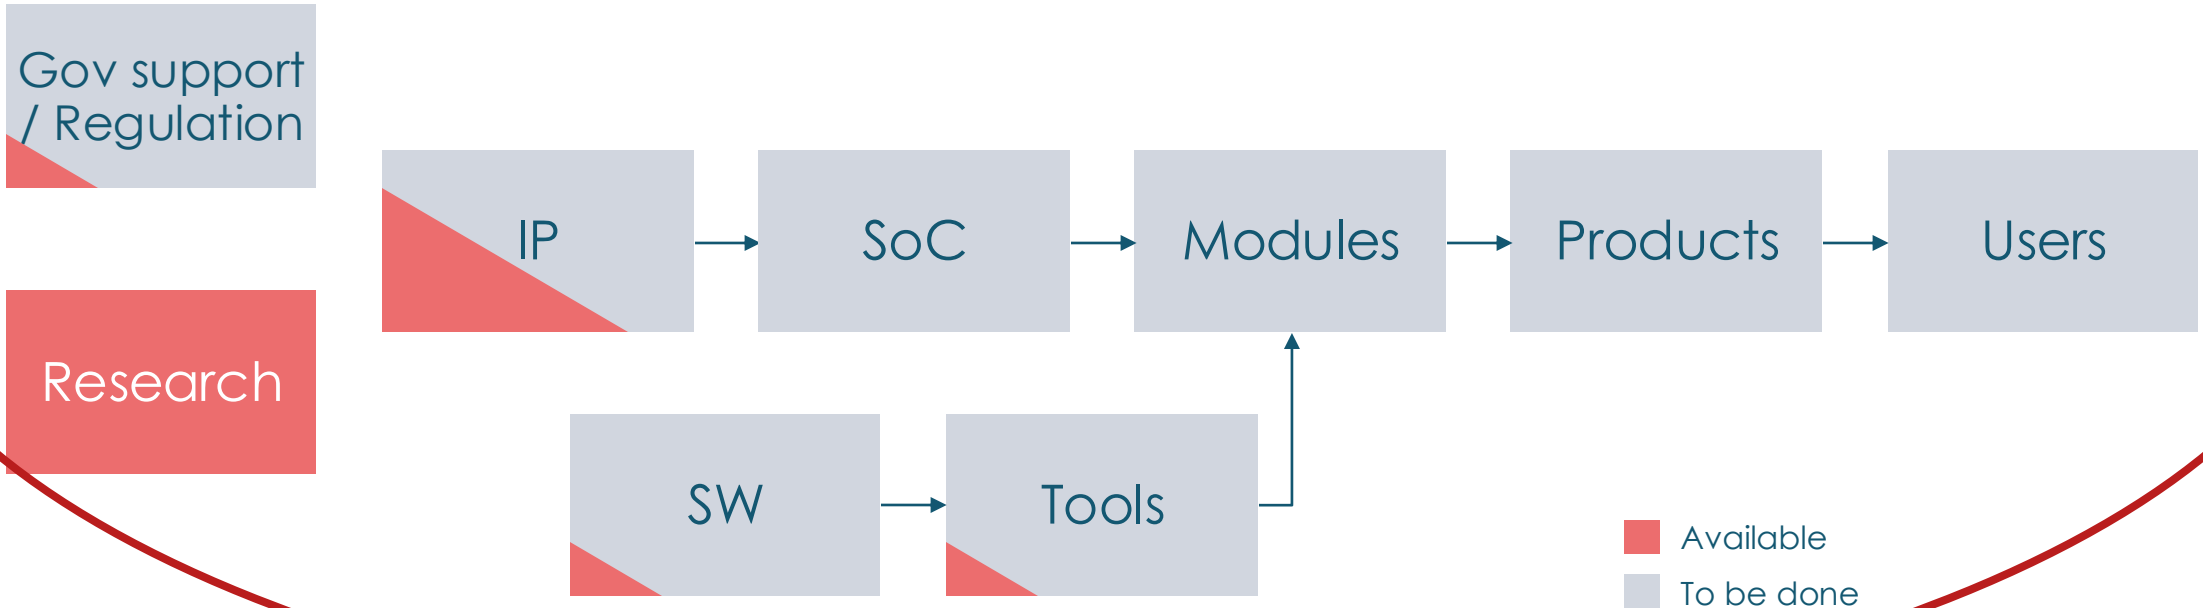 Gov support
/ Regulation
IP
SoC
Modules
Products
Users
Research
SW
Tools
Available
To be done